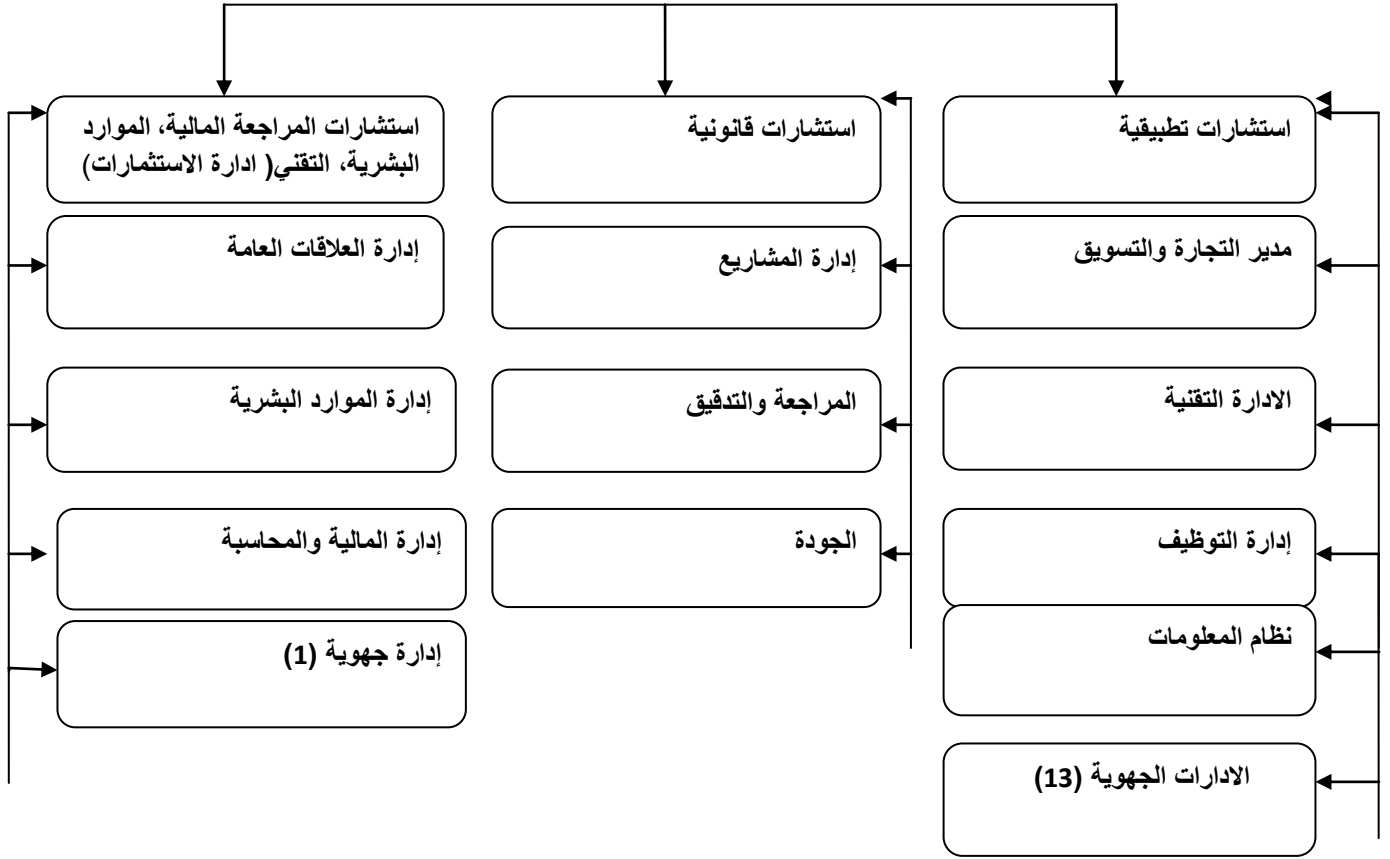 استشارات تطبيقية
مدير التجارة والتسويق
الادارة التقنية
إدارة التوظيف
نظام المعلومات
الادارات الجهوية (13)
استشارات قانونية
إدارة المشاريع
المراجعة والتدقيق
الجودة
استشارات المراجعة المالية، الموارد
البشرية، التقني( ادارة الاستثمارات)
إدارة العلاقات العامة
إدارة الموارد البشرية
إدارة المالية والمحاسبة
إدارة جهوية (1)